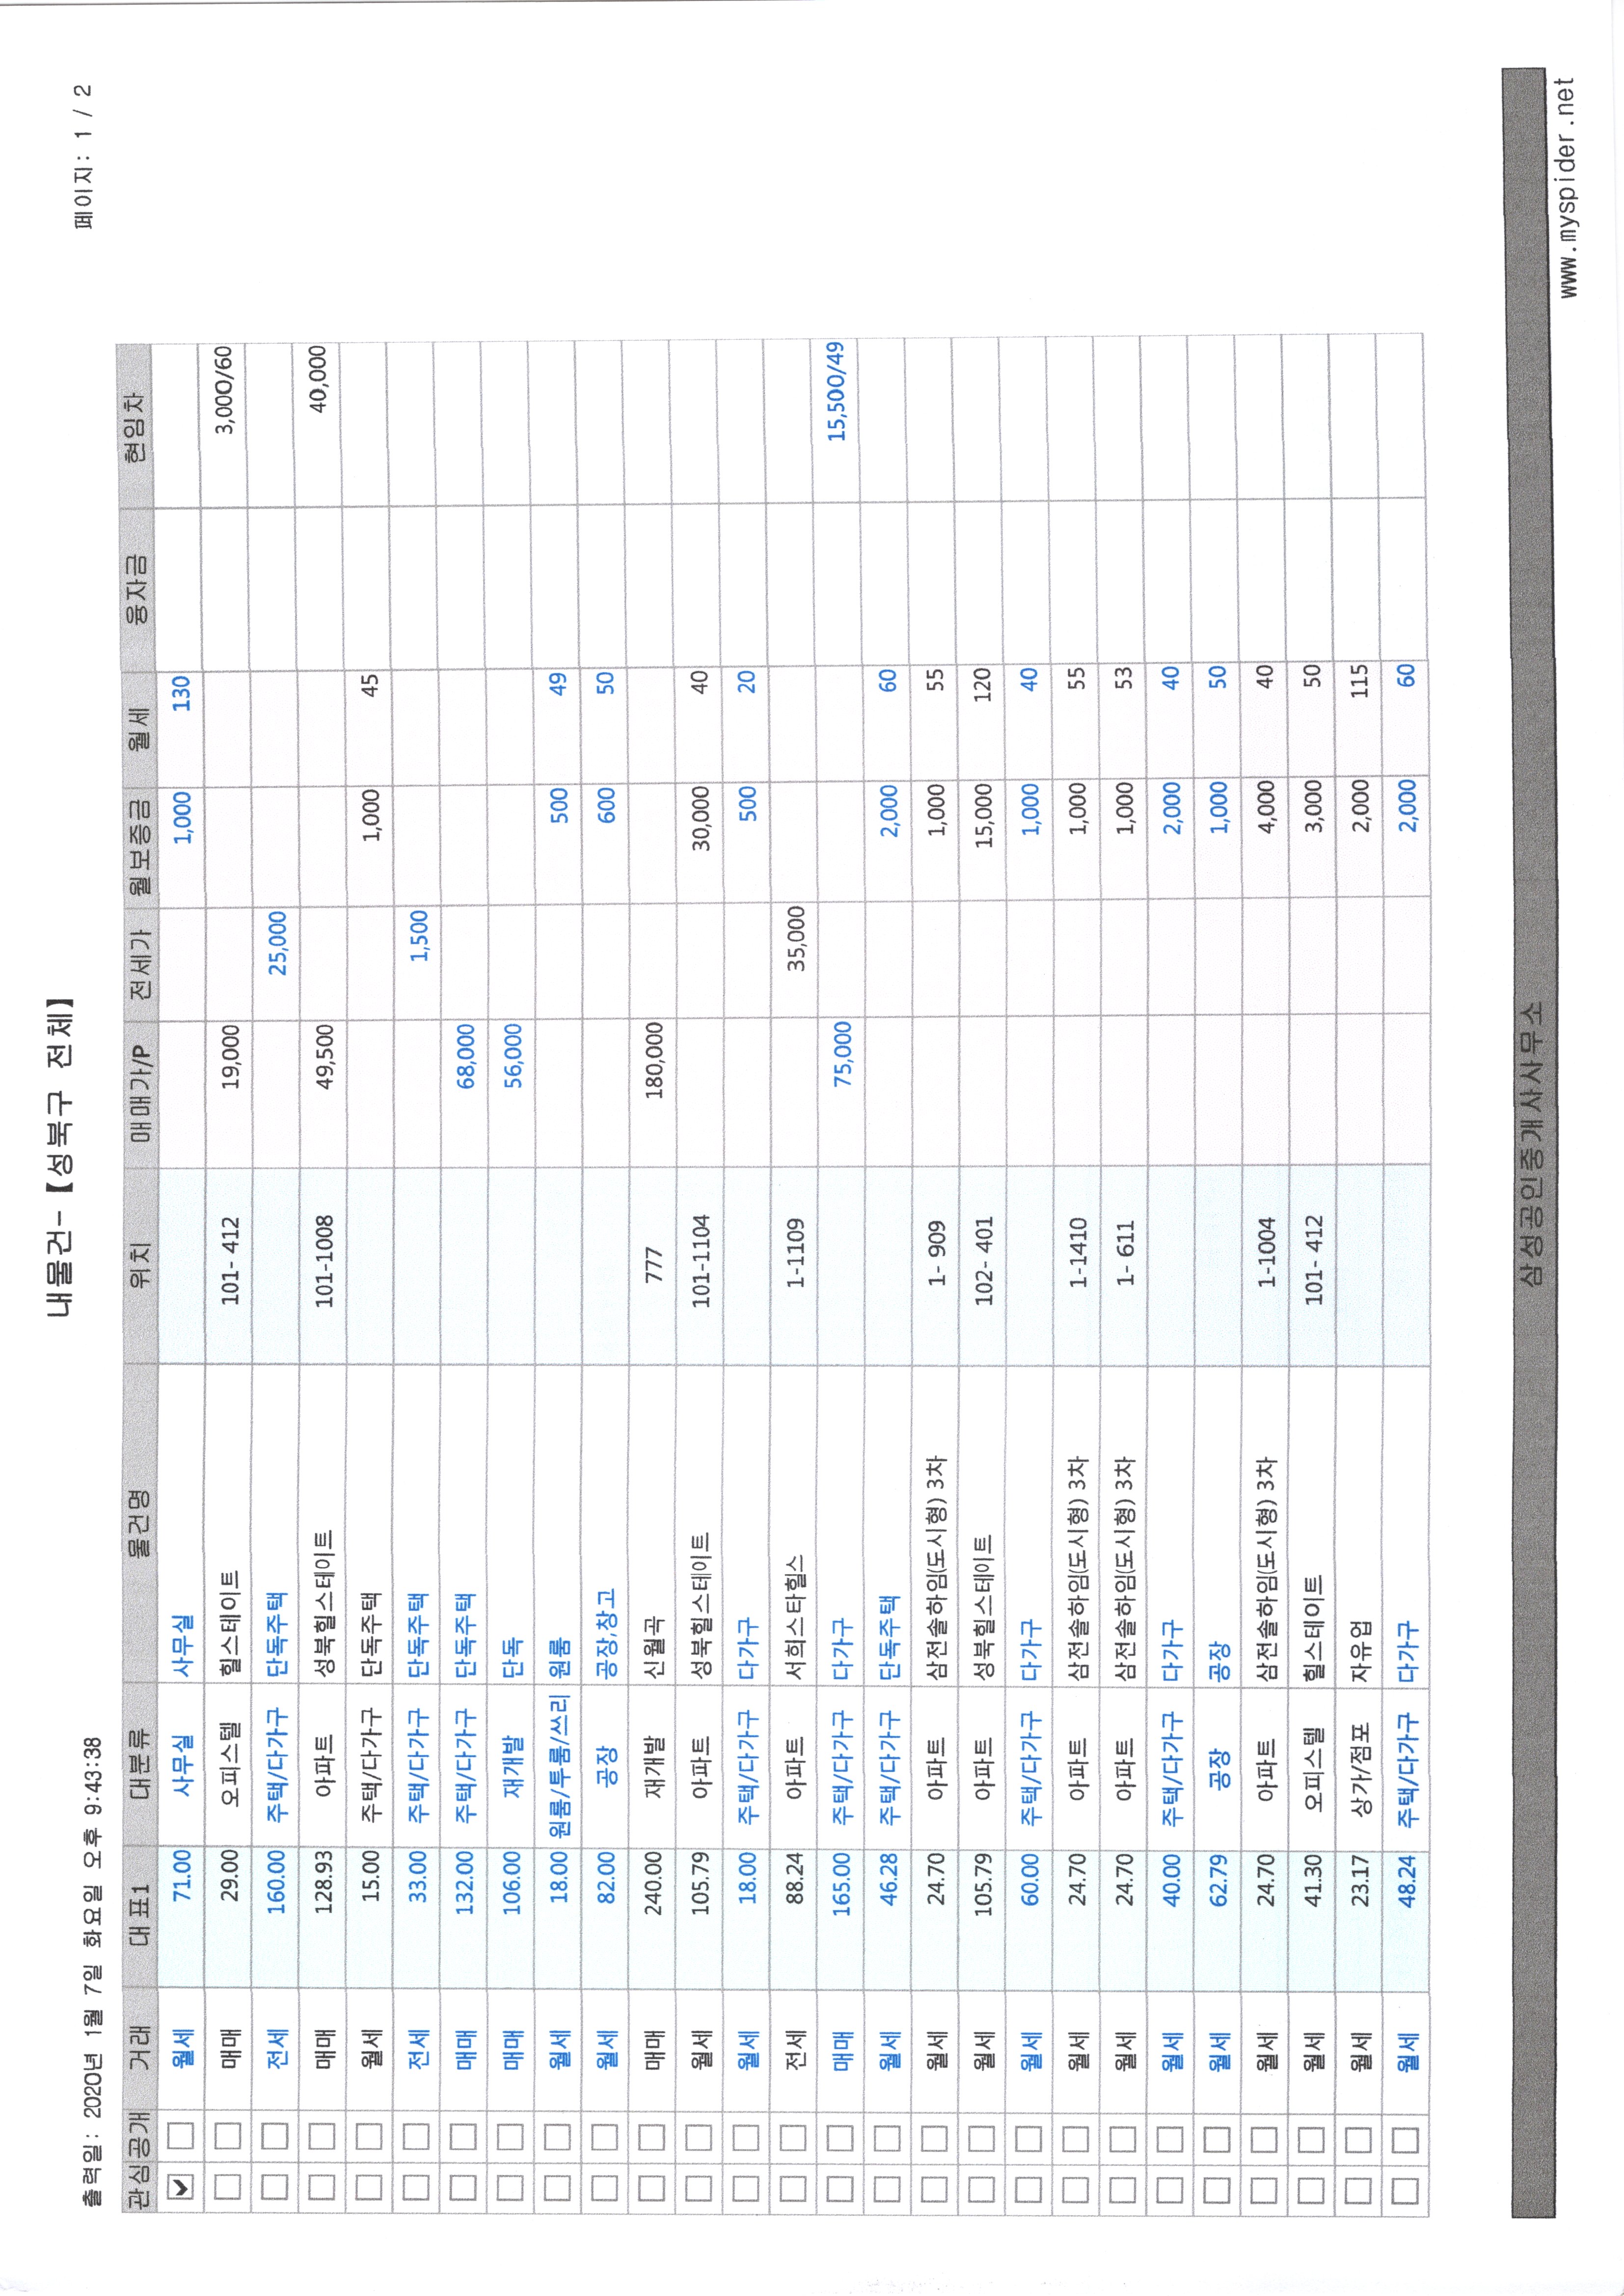 내물건-【성북구 전체】
출력일: 2020년 1월 7일 화요일 오후 9:43:38
페이지: 1 / 2
관심 공개 거래 대표1 대분류 물건명 위치 매매가/P 전세가 월보증금 월세 융자금 현임차
월세 71.00 사무실 사무실 1,000 130
매매 29.00 오피스텔 힐스테이트 101- 412 19,000 3,000/60
전세 160.00 주택/다가구 단독주택 25,000
매매 128.93 아파트 성북힐스테이트 101-1008 49,500 40,000
월세 15.00 주택/다가구 단독주택 1,000 45
전세 33.00 주택/다가구 단독주택 1,500
매매 132.00 주택/다가구 단독주택 68,000
매매 106.00 재개발 단독 56,000
월세 18.00 원룸/투룸/쓰리 원룸 500 49
월세 82.00 공장 공장,창고 600 50
매매 240.00 재개발 신월곡 777 180,000
월세 105.79 아파트 성북힐스테이트 101-1104 30,000 40
월세 18.00 주택/다가구 다가구 500 20
전세 88.24 아파트 서희스타힐스 1-1109 35,000
매매 165.00 주택/다가구 다가구 75,000 15,500/49
월세 46.28 주택/다가구 단독주택 2,000 60
월세 24.70 아파트 삼전솔하임(도시형) 3차 1- 909 1,000 55
월세 105.79 아파트 성북힐스테이트 102- 401 15,000 120
월세 60.00 주택/다가구 다가구 1,000 40
월세 24.70 아파트 삼전솔하임(도시형) 3차 1-1410 1,000 55
월세 24.70 아파트 삼전솔하임(도시형) 3차 1- 611 1,000 53
월세 40.00 주택/다가구 다가구 2,000 40
월세 62.79 공장 공장 1,000 50
월세 24.70 아파트 삼전솔하임(도시형) 3차 1-1004 4,000 40
월세 41.30 오피스텔 힐스테이트 101- 412 3,000 50
월세 23.17 상가/점포 자유업 2,000 115
월세 48.24 주택/다가구 다가구 2,000 60
삼성공인중개사사무소
www.myspider.net